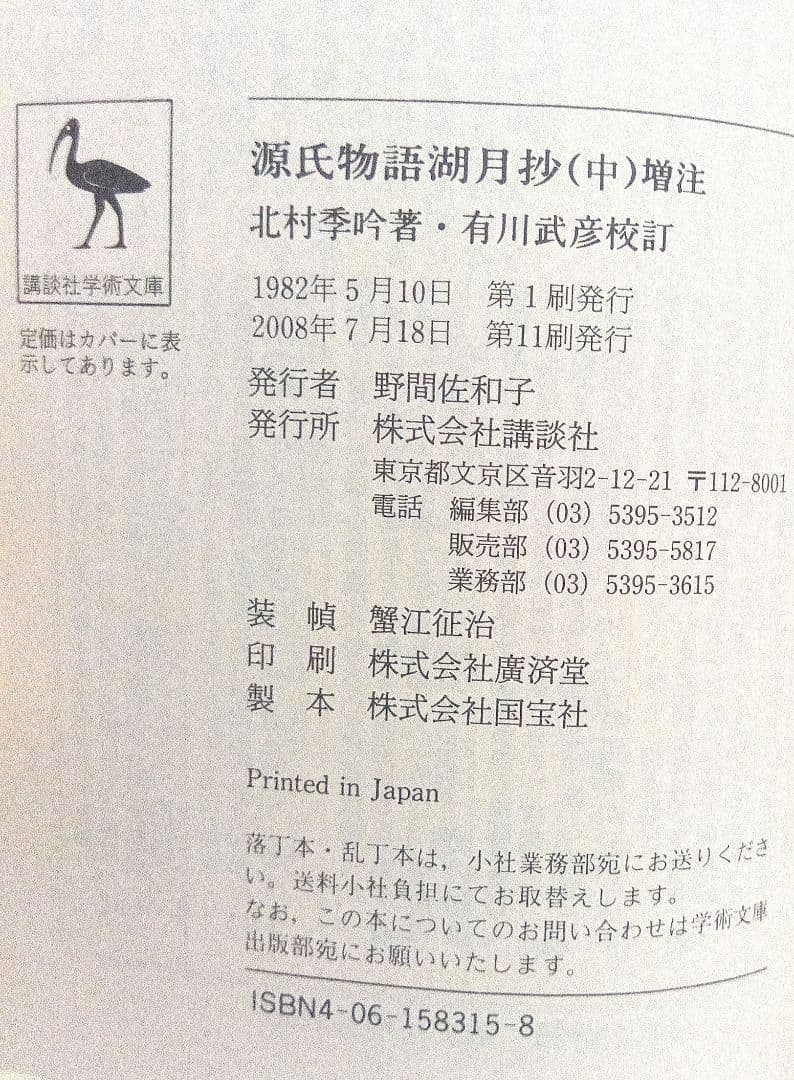 講談社学術文庫
定価はカバーに表
示してあります。
源氏物語湖月抄(中)増注
北村季吟著・有川武彦校訂
1982年5月10日 第1刷発行
2008年7月18日 第11刷発行
発行者 野間佐和子
発行所 株式会社講談社
東京都文京区音羽2-12-21 〒112-8001
電話 編集部 (03) 5395-3512
販売部 (03) 5395-5817
業務部 (03) 5395-3615
装 幀 蟹江征治
印 刷 株式会社廣済堂
製 本 株式会社国宝社
Printed in Japan
落丁本・乱丁本は，小社業務部宛にお送りくださ
い。送料小社負担にてお取替えします。
なお，この本についてのお問い合わせは学術文庫
出版部宛にお願いいたします。
ISBN4-06-158315-8